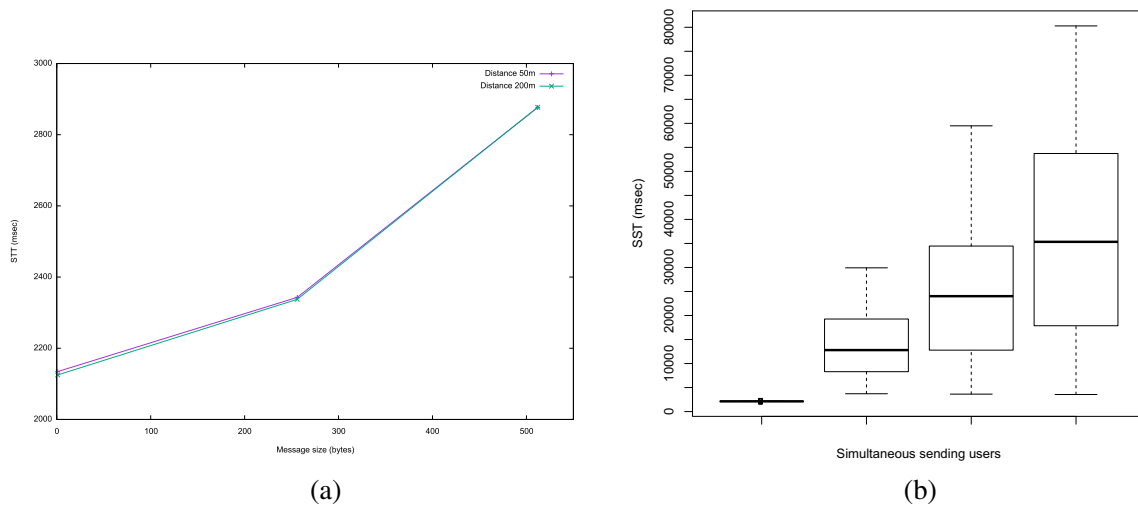 3000
2800
2600
2400
2200
2000
STT (msec)
0 100 200 300 400 500
Message size (bytes)
Distance 50m
Distance 200m
(a)
80000
70000
60000
50000
40000
30000
20000
10000
0
SST (msec)
Simultaneous sending users
(b)